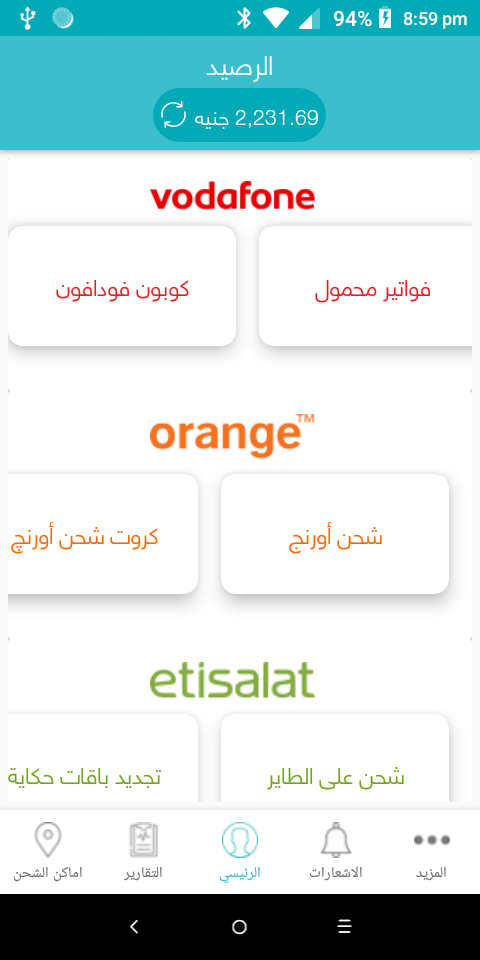 94% 8:59 pm
الرصيد
2,231.69 جنيه
vodafone
فواتير محمول
كوبون فودافون
orange™
شحن أورنج
كروت شحن أورنچ
etisalat
شحن على الطاير
تجديد باقات حكاية
المزيد
الاشعارات
الرئيسي
التقارير
اماكن الشحن